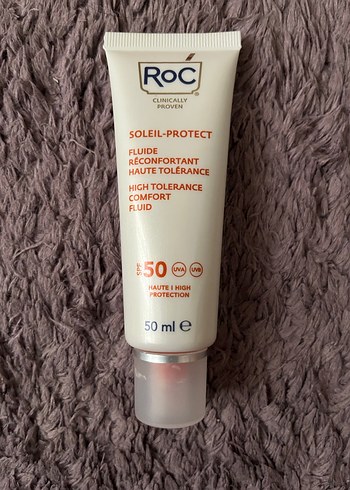 RoC
CLINICALLY
PROVEN
SOLEIL-PROTECT
FLUIDE
RÉCONFORTANT
HAUTE TOLÉRANCE
HIGH TOLERANCE
COMFORT
FLUID
SPF 50 UVA UVB
HAUTE I HIGH
PROTECTION
50 ml e